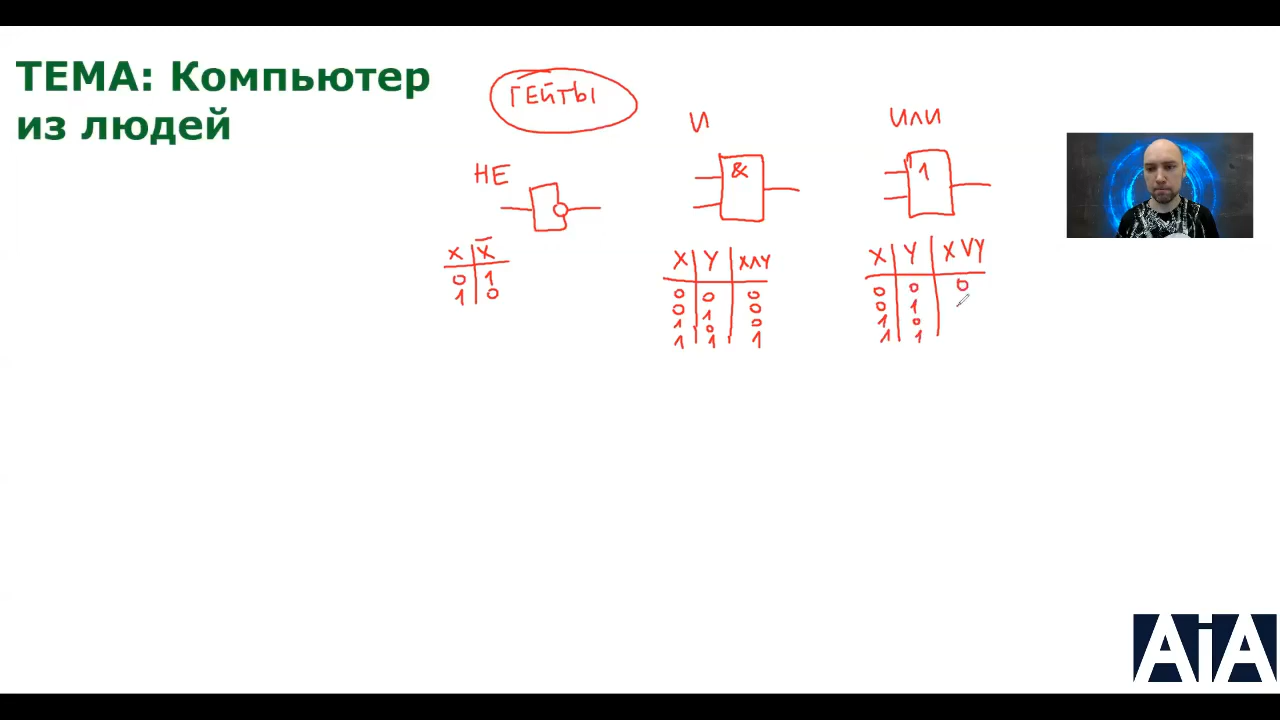 ТЕМА: Компьютер
из людей
ГЕЙТЫ
НЕ
X X̅
0 1
1 0
И
&
X Y X∧Y
0 0 0
0 1 0
1 0 0
1 1 1
ИЛИ
1
X Y X∨Y
0 0 0
0 1
1 0
1 1
AiA